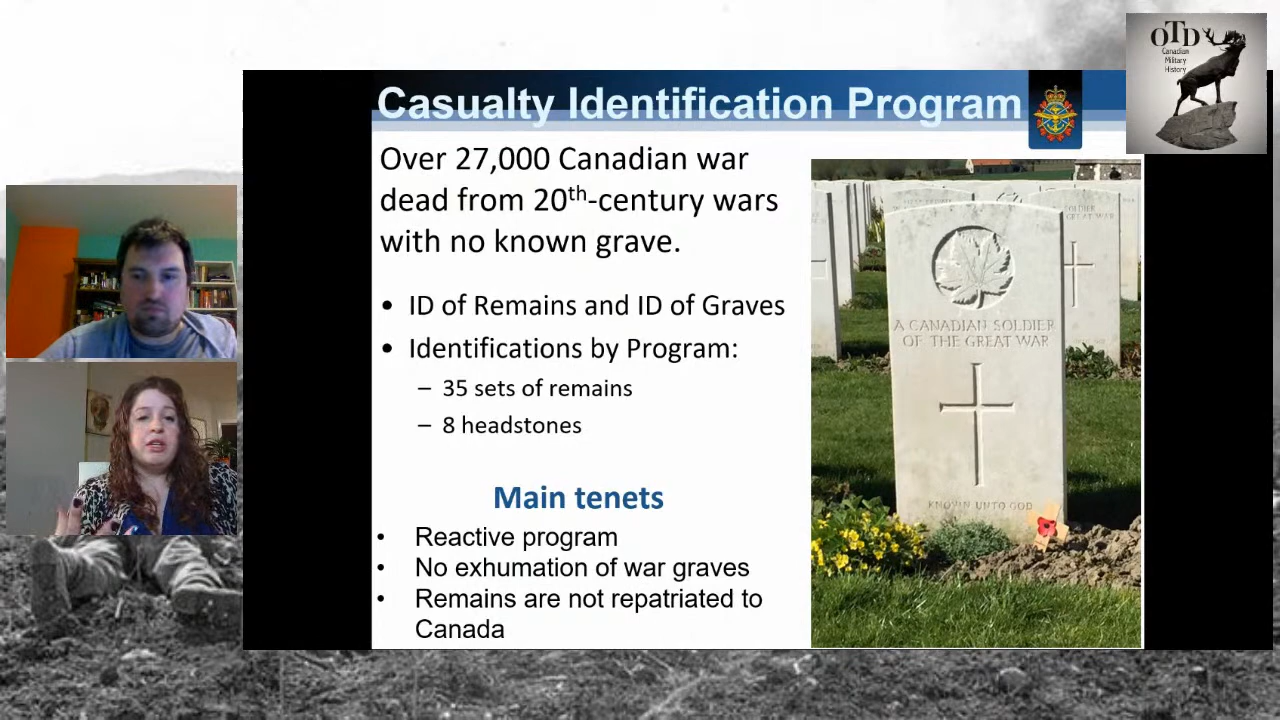 OTD
Canadian
Military
History
Casualty Identification Program
Over 27,000 Canadian war
dead from 20th-century wars
with no known grave.
• ID of Remains and ID of Graves
• Identifications by Program:
– 35 sets of remains
– 8 headstones
Main tenets
• Reactive program
• No exhumation of war graves
• Remains are not repatriated to
Canada
A CANADIAN SOLDIER
OF THE GREAT WAR
KNOWN UNTO GOD
SOLDIER
GREAT WAR